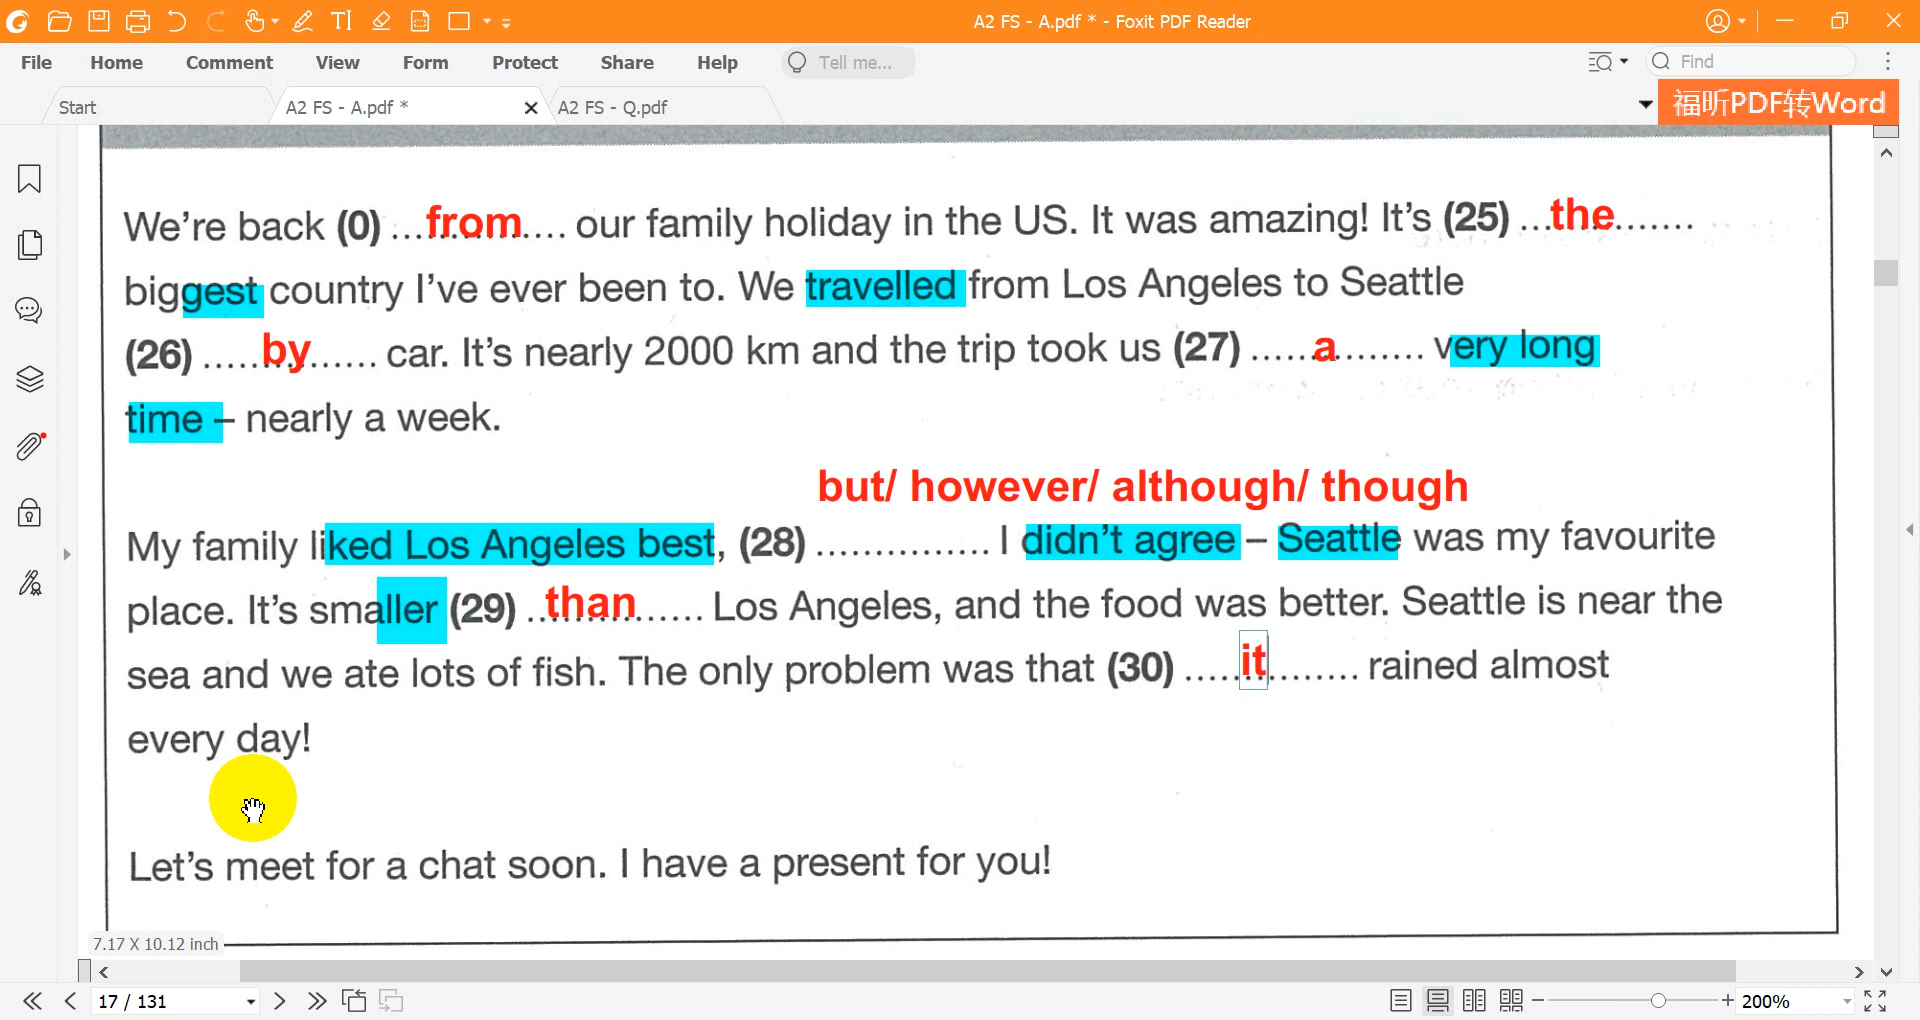 A2 FS - A.pdf * - Foxit PDF Reader
File Home Comment View Form Protect Share Help Tell me... Find
Start A2 FS - A.pdf * A2 FS - Q.pdf 福昕PDF转Word
We're back (0) ...from.... our family holiday in the US. It was amazing! It's (25) ...the........
biggest country I've ever been to. We travelled from Los Angeles to Seattle
(26) .....by...... car. It's nearly 2000 km and the trip took us (27) .....a........ very long
time – nearly a week.
but/ however/ although/ though
My family liked Los Angeles best, (28) ............... I didn't agree – Seattle was my favourite
place. It's smaller (29) ..than...... Los Angeles, and the food was better. Seattle is near the
sea and we ate lots of fish. The only problem was that (30) .....it........ rained almost
every day!
Let's meet for a chat soon. I have a present for you!
7.17 X 10.12 inch
17 / 131 200%